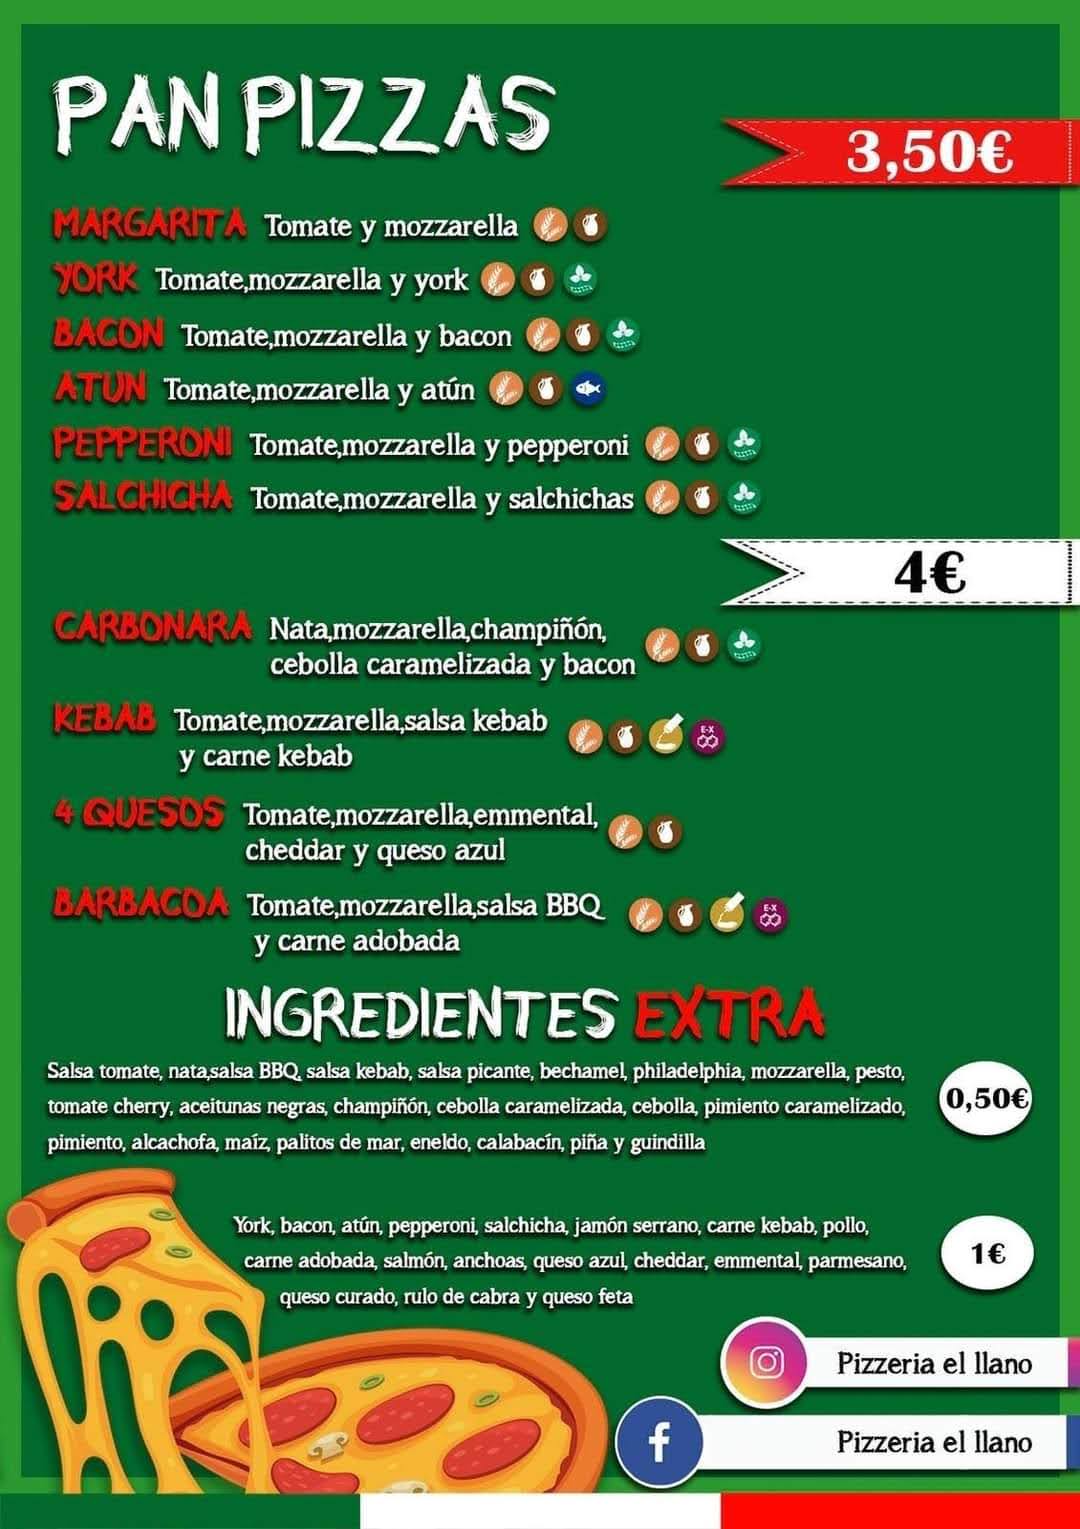 PAN PIZZAS
3,50€
MARGARITA Tomate y mozzarella
YORK Tomate,mozzarella y york
BACON Tomate,mozzarella y bacon
ATUN Tomate,mozzarella y atún
PEPPERONI Tomate,mozzarella y pepperoni
SALCHICHA Tomate,mozzarella y salchichas
4€
CARBONARA Nata,mozzarella,champiñón,
cebolla caramelizada y bacon
KEBAB Tomate,mozzarella,salsa kebab
y carne kebab
E-X
4 QUESOS Tomate,mozzarella,emmental,
cheddar y queso azul
BARBACOA Tomate,mozzarella,salsa BBQ
y carne adobada
E-X
INGREDIENTES EXTRA
Salsa tomate, nata,salsa BBQ, salsa kebab, salsa picante, bechamel, philadelphia, mozzarella, pesto,
tomate cherry, aceitunas negras, champiñón, cebolla caramelizada, cebolla, pimiento caramelizado,
pimiento, alcachofa, maíz, palitos de mar, eneldo, calabacín, piña y guindilla
0,50€
York, bacon, atún, pepperoni, salchicha, jamón serrano, carne kebab, pollo,
carne adobada, salmón, anchoas, queso azul, cheddar, emmental, parmesano,
queso curado, rulo de cabra y queso feta
1€
Pizzeria el llano
Pizzeria el llano